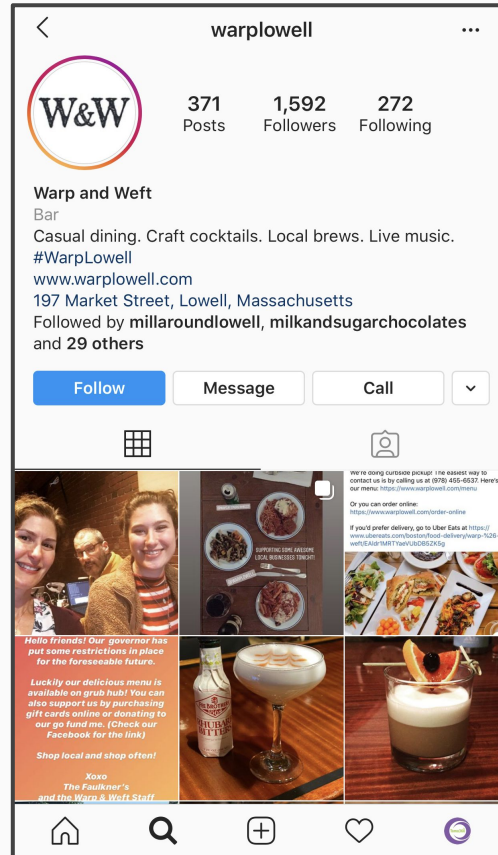 warplowell
W&W
371
1,592
272
Posts
Followers
Following
Warp and Weft
Bar
Casual dining. Craft cocktails. Local brews. Live music.
#WarpLowell
www.warplowell.com
197 Market Street, Lowell, Massachusetts
Followed by millaroundlowell, milkandsugarchocolates
and 29 others
Follow
Message
Call
SUPPORTING SOME AWESOME
LOCAL BUSINESSES TONIGHT!
We're doing curbside pickup! The easiest way to
contact us is by calling us at (978) 455-6537. Here's
our menu: https://www.warplowell.com/menu
Or you can order online:
https://www.warplowell.com/order-online
If you'd prefer delivery, go to Uber Eats at https://
www.ubereats.com/boston/food-delivery/warp-%26-
Hello friends! Our governor has
put some restrictions in place
for the foreseeable future.
Luckily our delicious menu is
available on grub hub! You can
also support us by purchasing
gift cards online or donating to
our go fund me. (Check our
Facebook for the link)
Shop local and shop often!
Xoxo
The Faulkner's
and the Warp & Weft Staff
RHUBARB
BITTERS